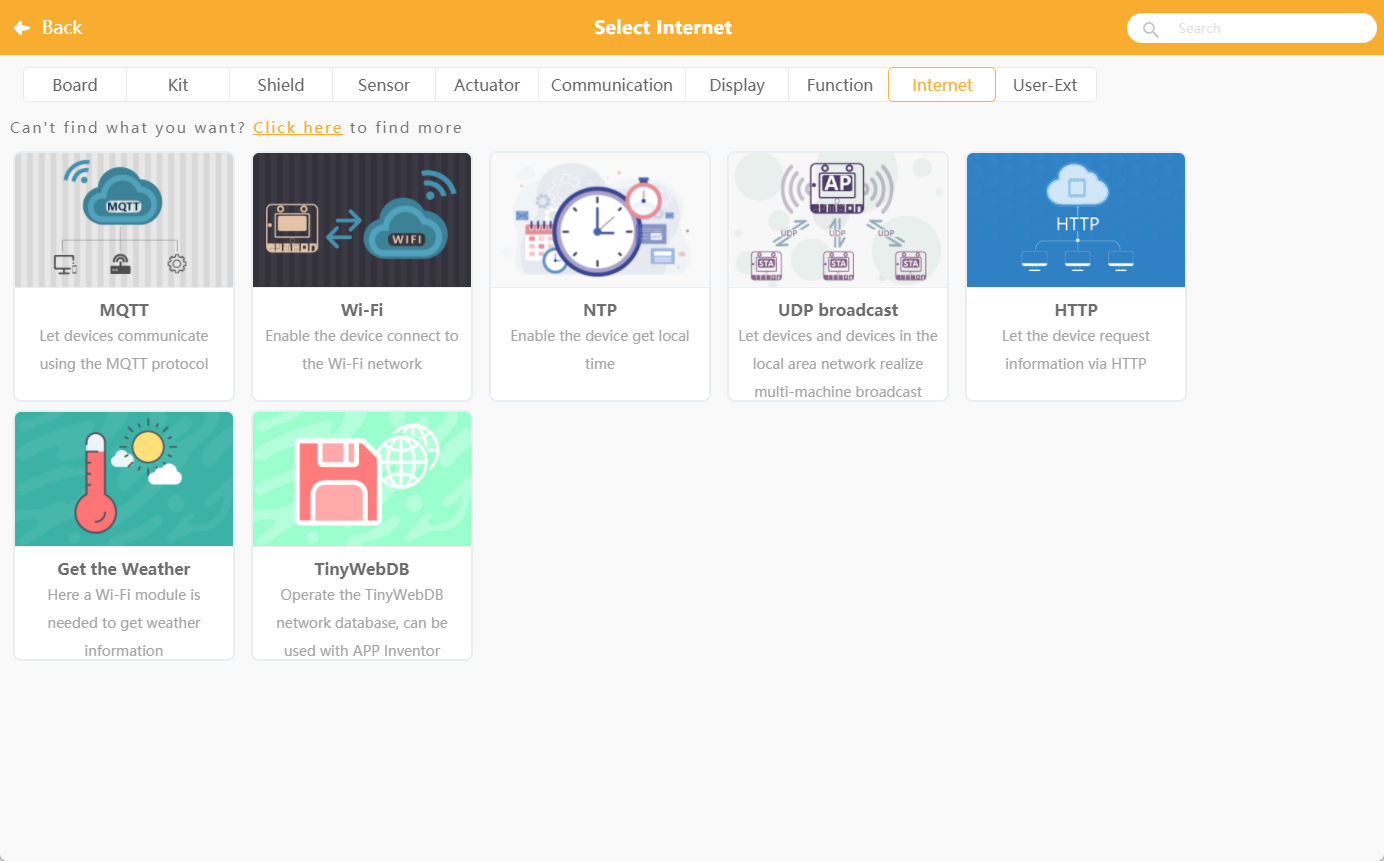 Back
Select Internet
Search
Board
Kit
Shield
Sensor
Actuator
Communication
Display
Function
Internet
User-Ext
Can't find what you want? Click here to find more
MQTT
MQTT
Let devices communicate
using the MQTT protocol
WIFI
Wi-Fi
Enable the device connect to
the Wi-Fi network
NTP
Enable the device get local
time
AP
UDP UDP UDP
STA STA STA
UDP broadcast
Let devices and devices in the
local area network realize
multi-machine broadcast
HTTP
HTTP
Let the device request
information via HTTP
Get the Weather
Here a Wi-Fi module is
needed to get weather
information
TinyWebDB
Operate the TinyWebDB
network database, can be
used with APP Inventor